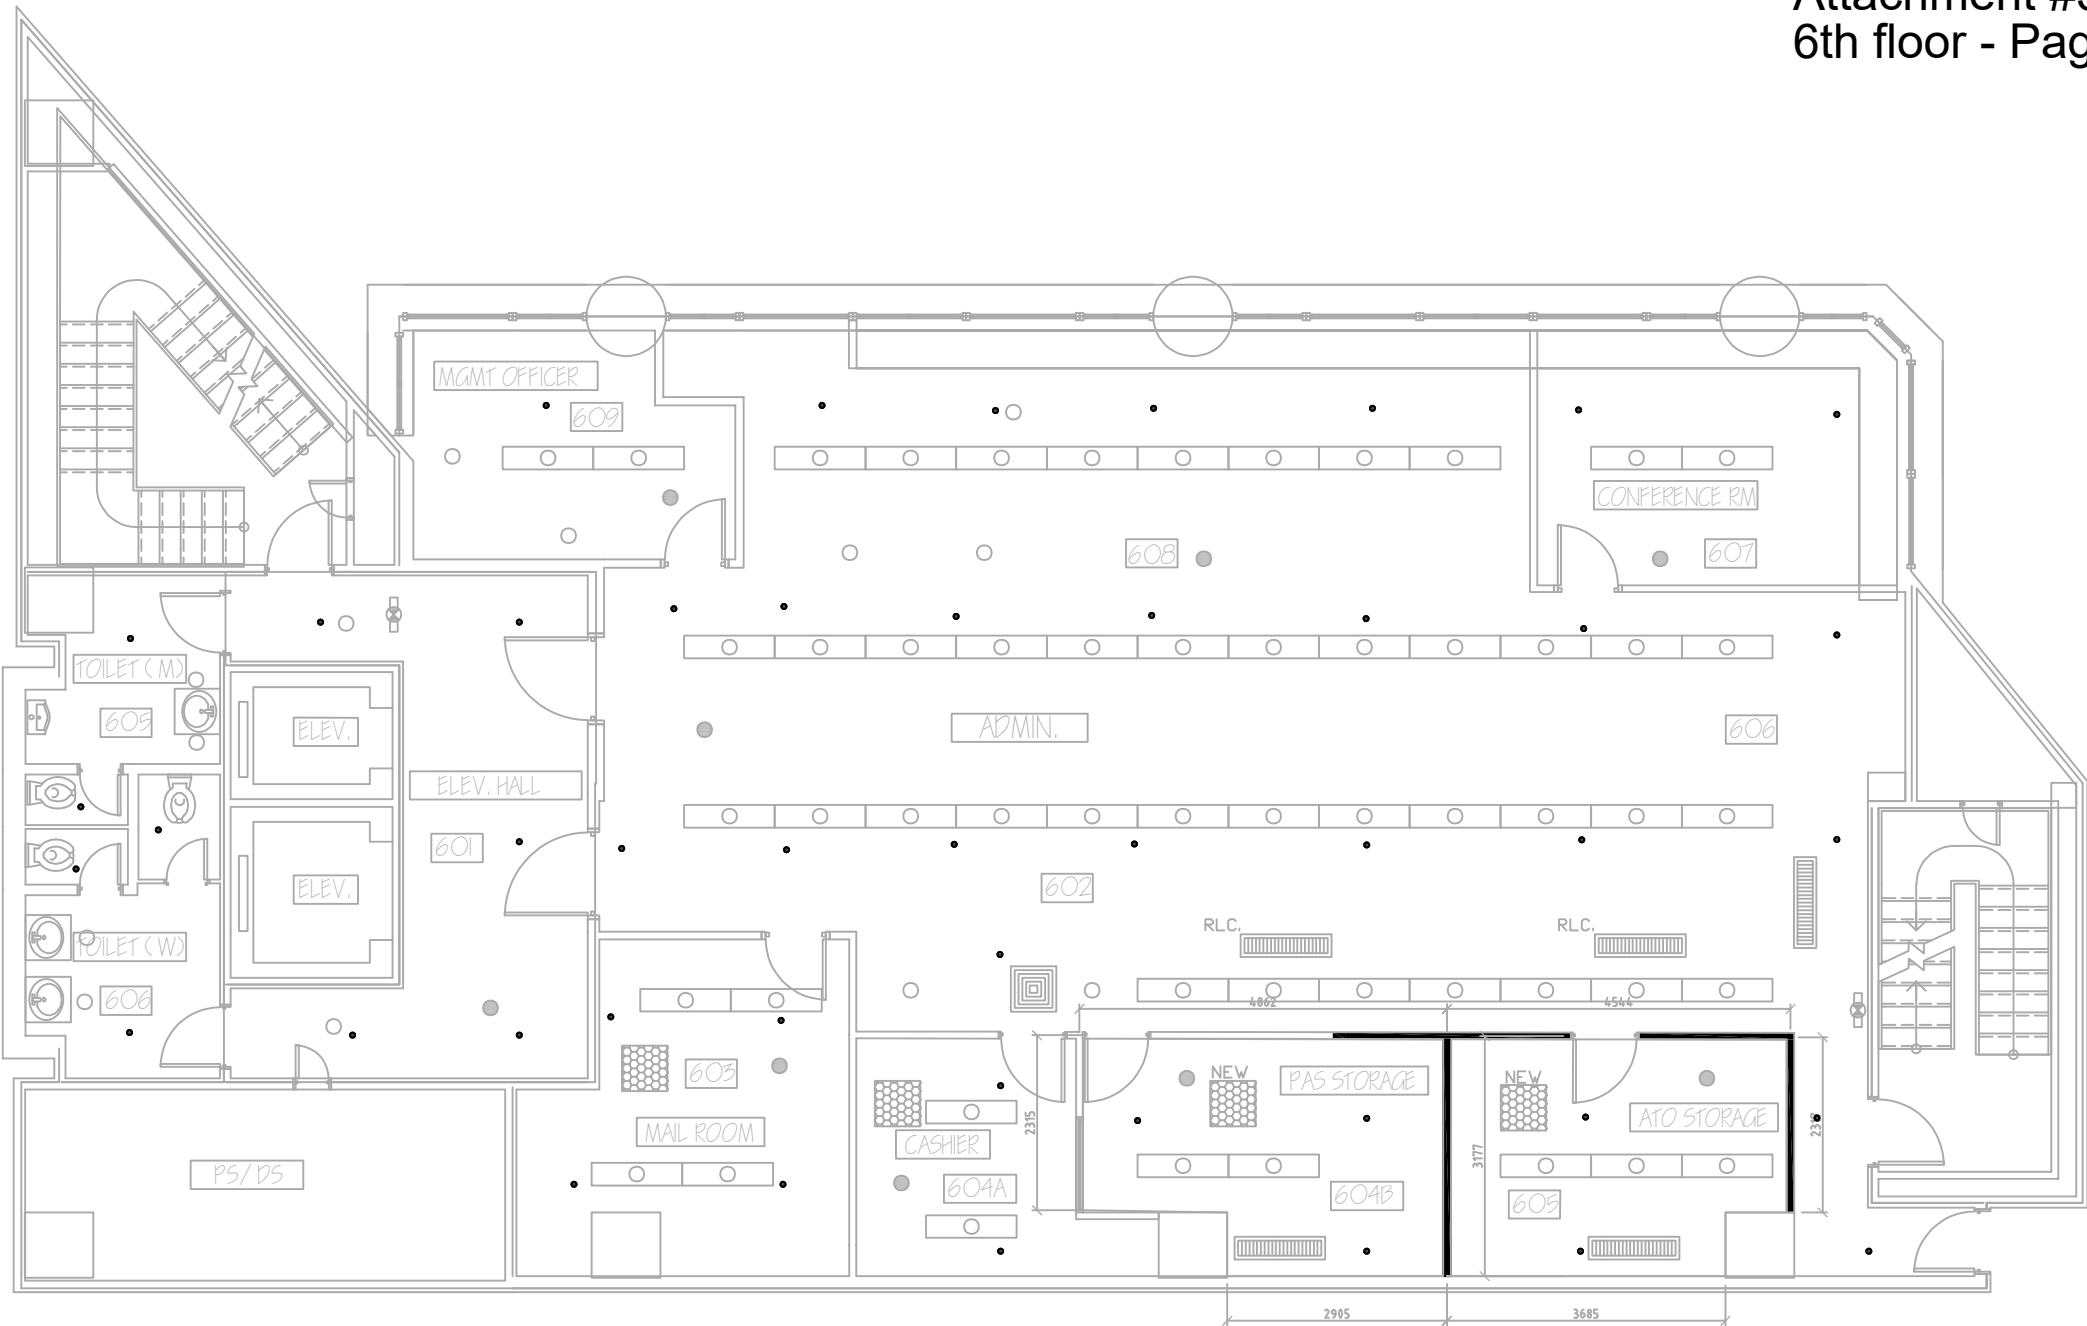 Attachment #
6th floor - Pag
MGMT OFFICER
609
CONFERENCE RM
608
607
TOILET ( M )
605
ELEV.
ADMIN.
606
ELEV. HALL
601
ELEV.
602
RLC.
RLC.
TOILET ( W )
606
4862
4544
603
NEW
PAS STORAGE
NEW
ATO STORAGE
2315
MAIL ROOM
CASHIER
3177
PS/DS
604A
604B
605
2905
3685